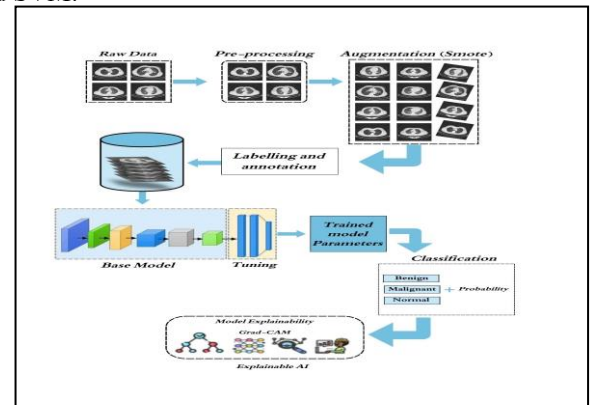 Raw Data
Pre-processing
Augmentation (Smote)
Labelling and
annotation
Base Model
Tuning
Trained
model
Parameters
Classification
Benign
Malignant
Normal
+ Probability
Model Explainability
Grad-CAM
Explainable AI